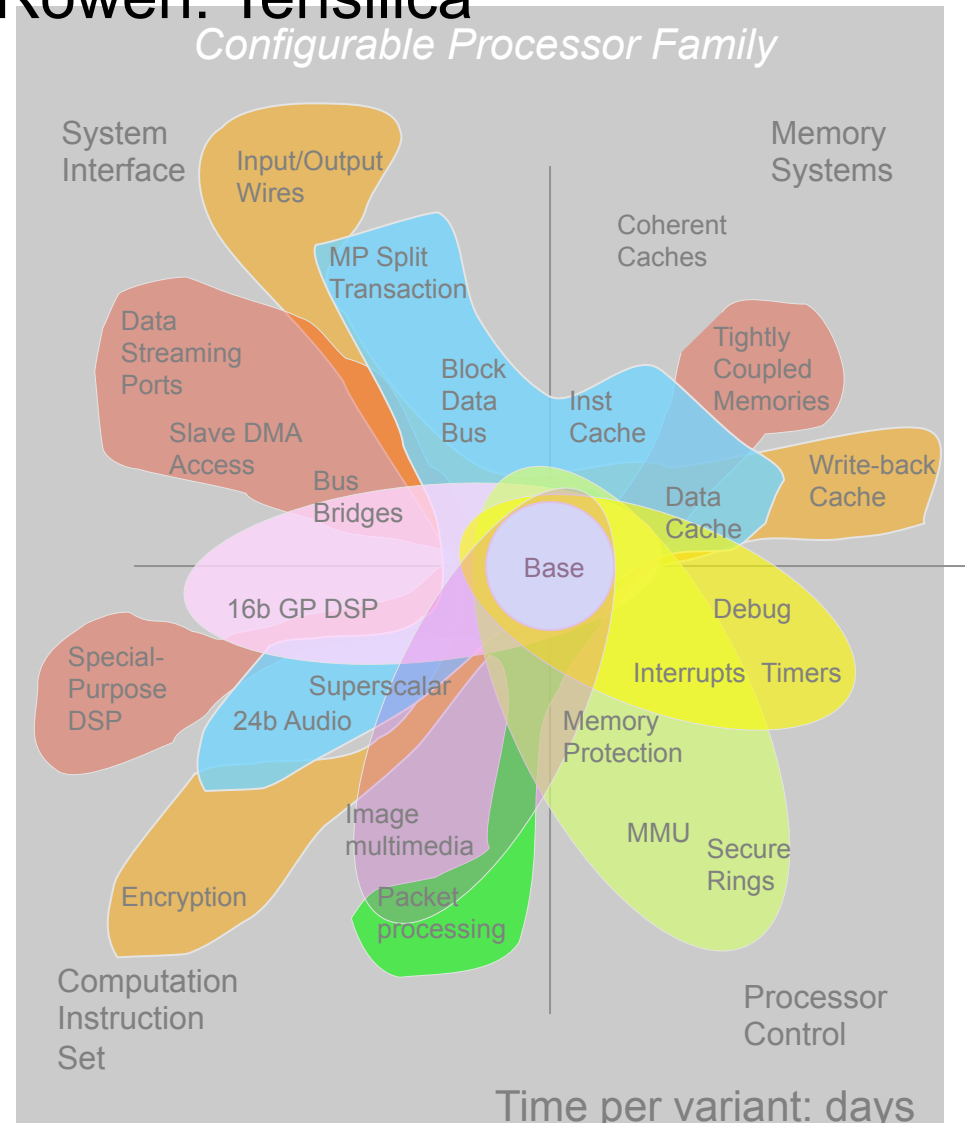 Rowen: Tensilica
Configurable Processor Family
System
Interface
Memory
Systems
Input/Output
Wires
Coherent
Caches
MP Split
Transaction
Data
Streaming
Ports
Tightly
Coupled
Memories
Block
Data
Bus
Inst
Cache
Slave DMA
Access
Write-back
Cache
Bus
Bridges
Data
Cache
Base
16b GP DSP
Debug
Special-
Purpose
DSP
Superscalar
24b Audio
Interrupts Timers
Memory
Protection
Image
multimedia
MMU
Secure
Rings
Encryption
Packet
processing
Computation
Instruction
Set
Processor
Control
Time per variant: days